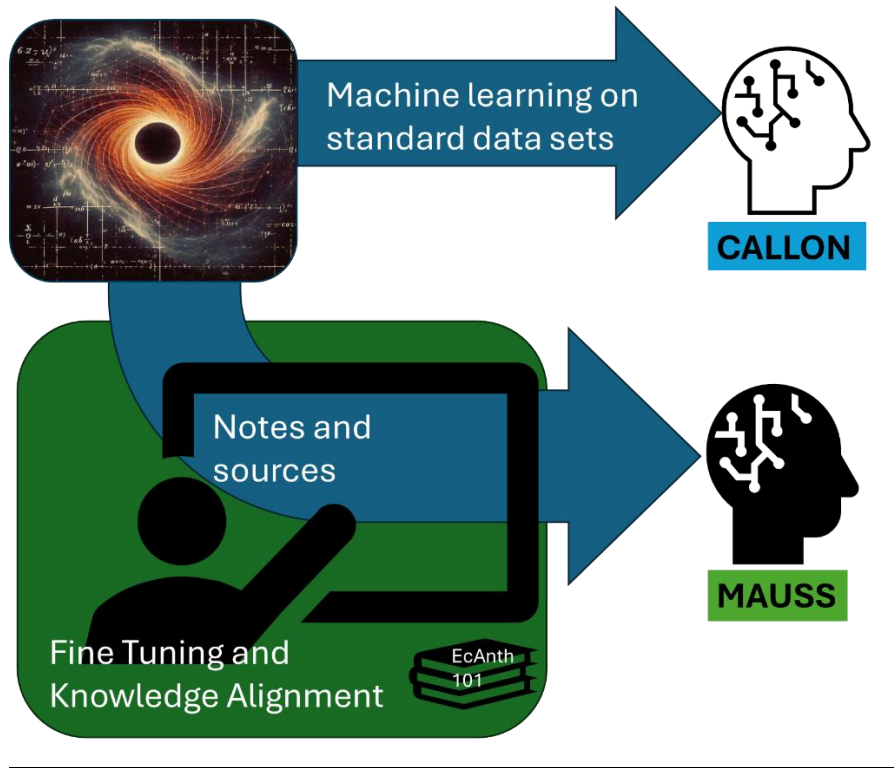 Machine learning on
standard data sets
CALLON
Notes and
sources
MAUSS
Fine Tuning and
Knowledge Alignment
EcAnth
101